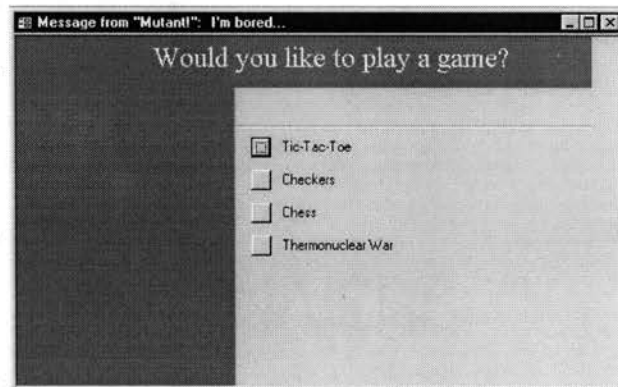 Message from "Mutant!": I'm bored...
Would you like to play a game?
Tic-Tac-Toe
Checkers
Chess
Thermonuclear War